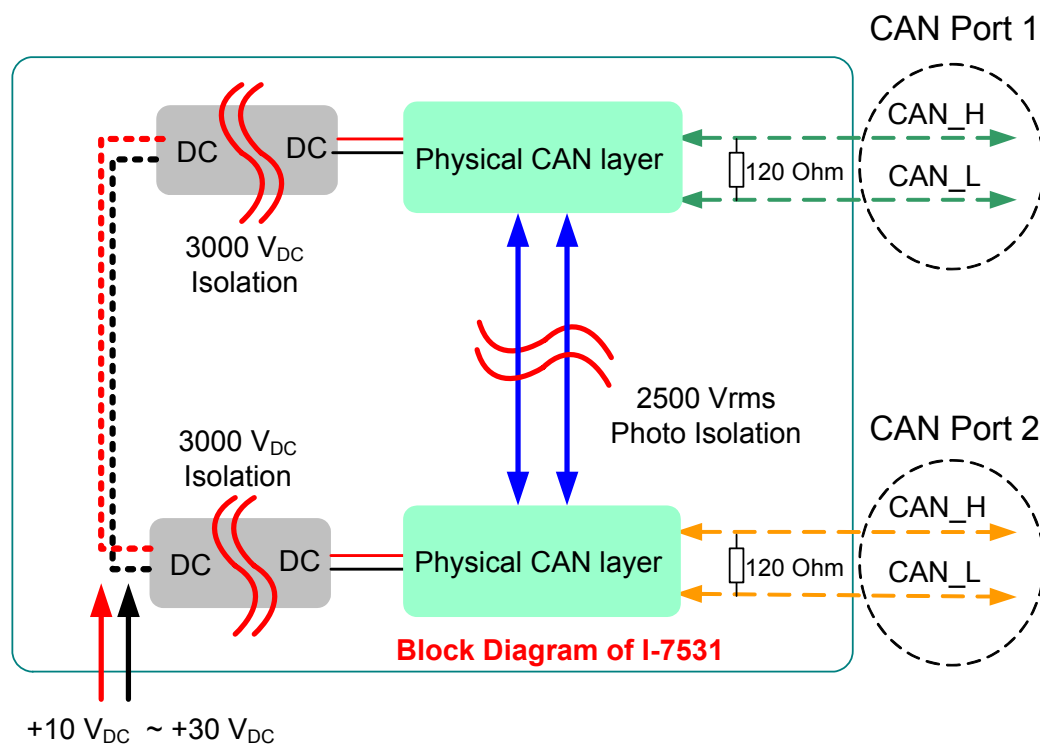 CAN Port 1
CAN_H
DC
DC
Physical CAN layer
120 Ohm
CAN_L
3000 VDC
Isolation
2500 Vrms
Photo Isolation
CAN Port 2
3000 VDC
Isolation
CAN_H
DC
DC
Physical CAN layer
120 Ohm
CAN_L
Block Diagram of I-7531
+10 VDC ~ +30 VDC